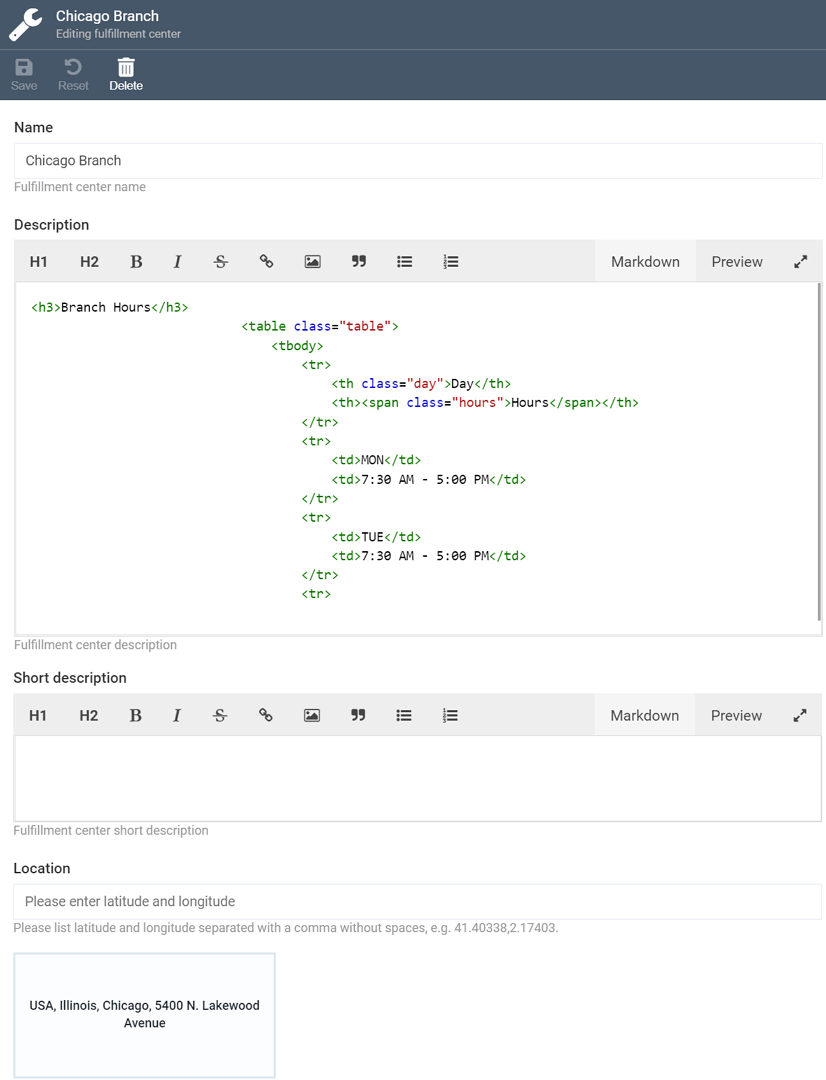 Chicago Branch
Editing fulfillment center
Save Reset Delete
Name
Chicago Branch
Fulfillment center name
Description
H1 H2 B I S Markdown Preview
<h3>Branch Hours</h3>
<table class="table">
<tbody>
<tr>
<th class="day">Day</th>
<th><span class="hours">Hours</span></th>
</tr>
<tr>
<td>MON</td>
<td>7:30 AM - 5:00 PM</td>
</tr>
<tr>
<td>TUE</td>
<td>7:30 AM - 5:00 PM</td>
</tr>
<tr>
Fulfillment center description
Short description
H1 H2 B I S Markdown Preview
Fulfillment center short description
Location
Please enter latitude and longitude
Please list latitude and longitude separated with a comma without spaces, e.g. 41.40338,2.17403.
USA, Illinois, Chicago, 5400 N. Lakewood
Avenue